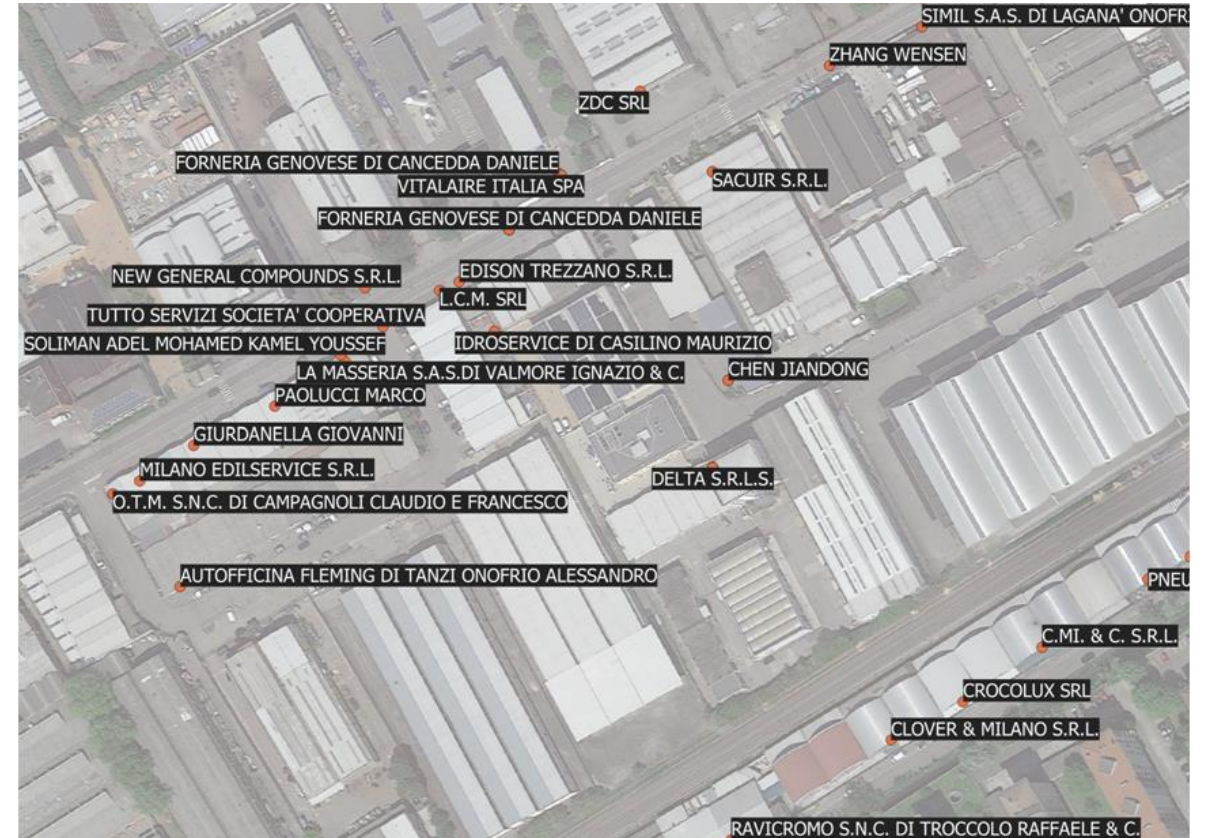 SIMIL S.A.S. DI LAGANA' ONOFR
ZHANG WENSEN
ZDC SRL
FORNERIA GENOVESE DI CANCEDDA DANIELE
VITALAIRE ITALIA SPA
SACUIR S.R.L.
FORNERIA GENOVESE DI CANCEDDA DANIELE
NEW GENERAL COMPOUNDS S.R.L.
EDISON TREZZANO S.R.L.
L.C.M. SRL
TUTTO SERVIZI SOCIETA' COOPERATIVA
SOLIMAN ADEL MOHAMED KAMEL YOUSSEF
IDROSERVICE DI CASILINO MAURIZIO
LA MASSERIA S.A.S.DI VALMORE IGNAZIO & C.
CHEN JIANDONG
PAOLUCCI MARCO
GIURDANELLA GIOVANNI
MILANO EDILSERVICE S.R.L.
DELTA S.R.L.S.
O.T.M. S.N.C. DI CAMPAGNOLI CLAUDIO E FRANCESCO
AUTOFFICINA FLEMING DI TANZI ONOFRIO ALESSANDRO
PNEU
C.MI. & C. S.R.L.
CROCOLUX SRL
CLOVER & MILANO S.R.L.
RAVICROMO S.N.C. DI TROCCOLO RAFFAELE & C.